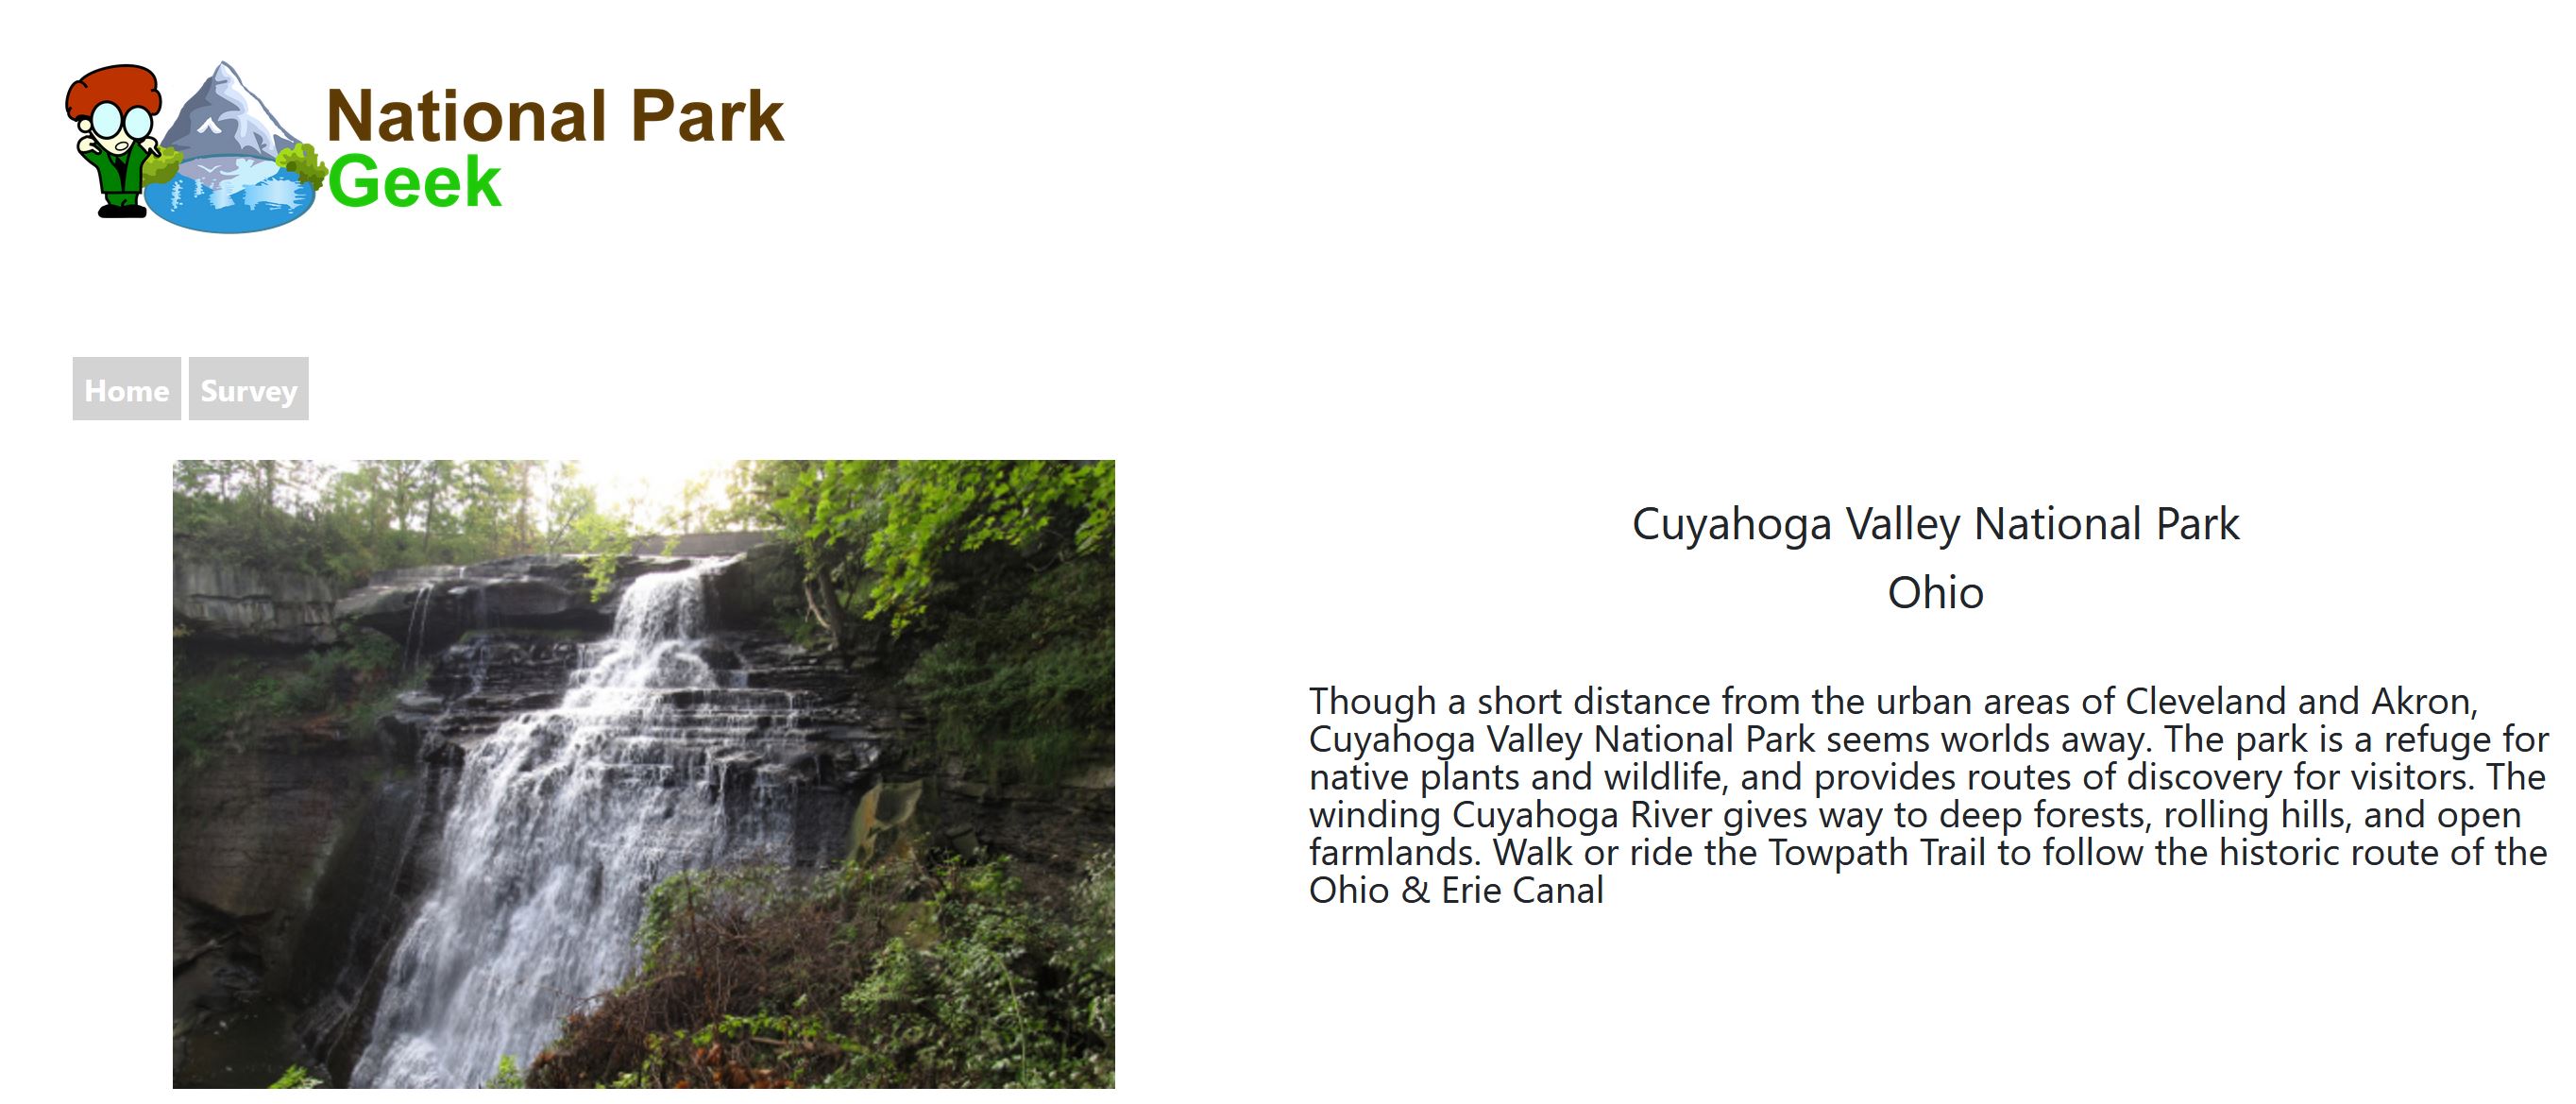 National Park
Geek
Home Survey
Cuyahoga Valley National Park
Ohio
Though a short distance from the urban areas of Cleveland and Akron,
Cuyahoga Valley National Park seems worlds away. The park is a refuge for
native plants and wildlife, and provides routes of discovery for visitors. The
winding Cuyahoga River gives way to deep forests, rolling hills, and open
farmlands. Walk or ride the Towpath Trail to follow the historic route of the
Ohio & Erie Canal